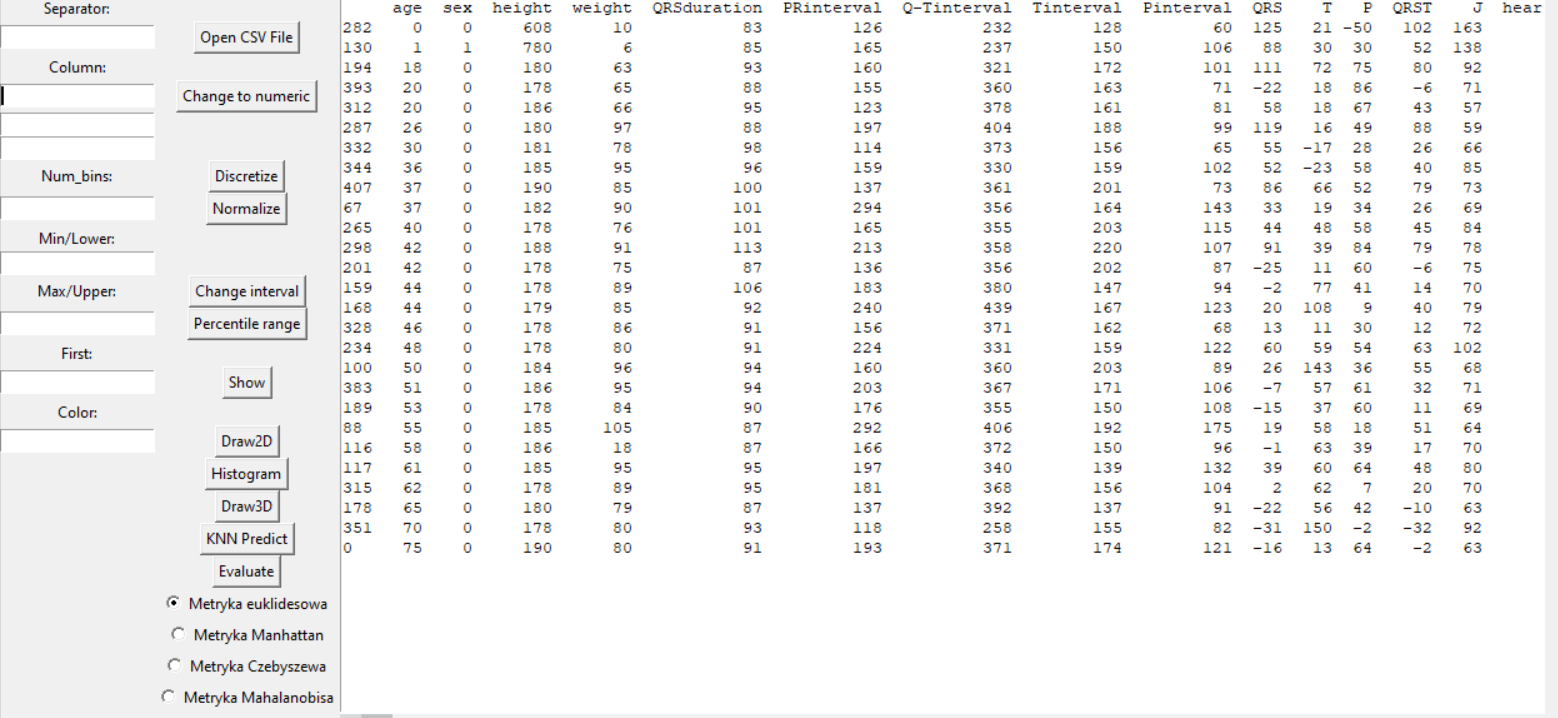 Separator:
Open CSV File
Column:
Change to numeric
Num_bins:
Discretize
Normalize
Min/Lower:
Max/Upper:
Change interval
Percentile range
First:
Show
Color:
Draw2D
Histogram
Draw3D
KNN Predict
Evaluate
Metryka euklidesowa
Metryka Manhattan
Metryka Czebyszewa
Metryka Mahalanobisa
age sex height weight QRSduration PRinterval Q-Tinterval Tinterval Pinterval QRS T P QRST J hear
282 0 0 608 10 83 126 232 128 60 125 21 -50 102 163
130 1 1 780 6 85 165 237 150 106 88 30 30 52 138
194 18 0 180 63 93 160 321 172 101 111 72 75 80 92
393 20 0 178 65 88 155 360 163 71 -22 18 86 -6 71
312 20 0 186 66 95 123 378 161 81 58 18 67 43 57
287 26 0 180 97 88 197 404 188 99 119 16 49 88 59
332 30 0 181 78 98 114 373 156 65 55 -17 28 26 66
344 36 0 185 95 96 159 330 159 102 52 -23 58 40 85
407 37 0 190 85 100 137 361 201 73 86 66 52 79 73
67 37 0 182 90 101 294 356 164 143 33 19 34 26 69
265 40 0 178 76 101 165 355 203 115 44 48 58 45 84
298 42 0 188 91 113 213 358 220 107 91 39 84 79 78
201 42 0 178 75 87 136 356 202 87 -25 11 60 -6 75
159 44 0 178 89 106 183 380 147 94 -2 77 41 14 70
168 44 0 179 85 92 240 439 167 123 20 108 9 40 79
328 46 0 178 86 91 156 371 162 68 13 11 30 12 72
234 48 0 178 80 91 224 331 159 122 60 59 54 63 102
100 50 0 184 96 94 160 360 203 89 26 143 36 55 68
383 51 0 186 95 94 203 367 171 106 -7 57 61 32 71
189 53 0 178 84 90 176 355 150 108 -15 37 60 11 69
88 55 0 185 105 87 292 406 192 175 19 58 18 51 64
116 58 0 186 18 87 166 372 150 96 -1 63 39 17 70
117 61 0 185 95 95 197 340 139 132 39 60 64 48 80
315 62 0 178 89 95 181 368 156 104 2 62 7 20 70
178 65 0 180 79 87 137 392 137 91 -22 56 42 -10 63
351 70 0 178 80 93 118 258 155 82 -31 150 -2 -32 92
0 75 0 190 80 91 193 371 174 121 -16 13 64 -2 63